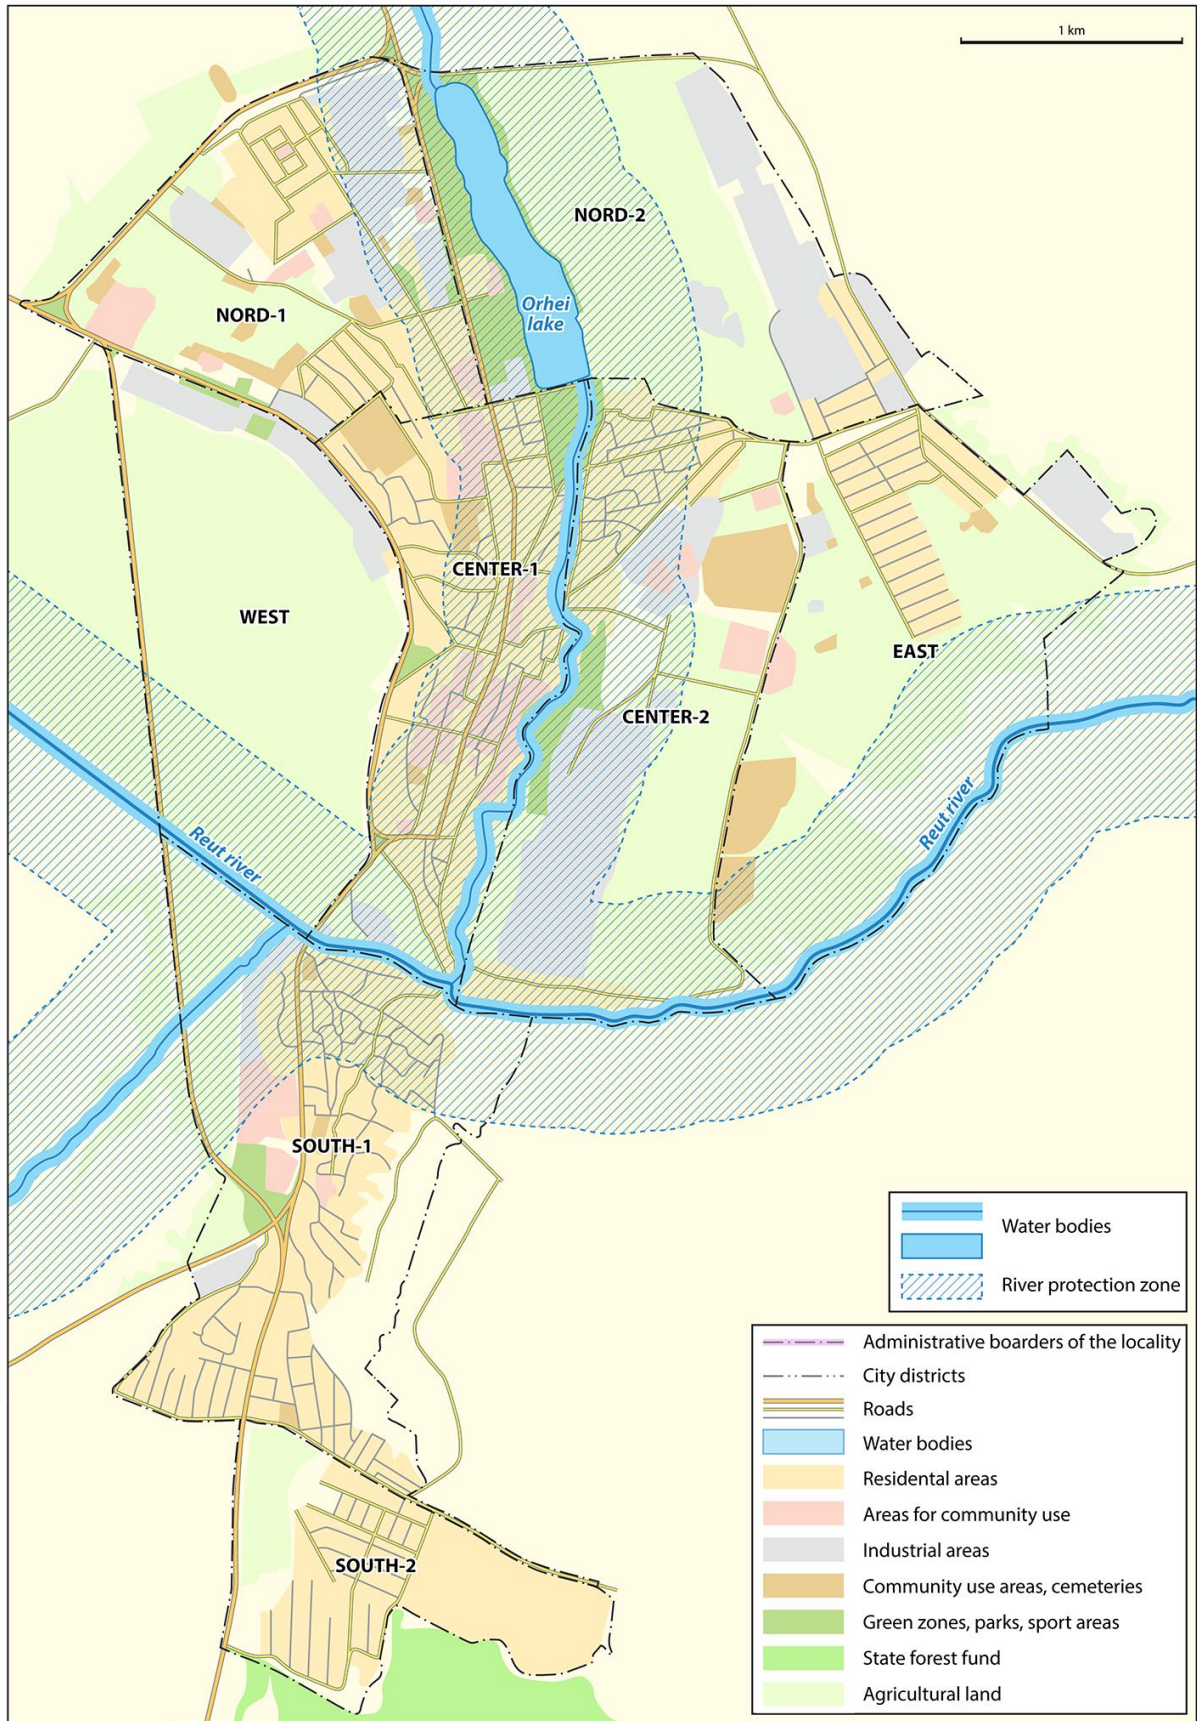 1 km
NORD-2
Orhei
lake
NORD-1
CENTER-1
WEST
EAST
CENTER-2
Reut river
Reut river
SOUTH-1
SOUTH-2
Water bodies
River protection zone
Administrative boarders of the locality
City districts
Roads
Water bodies
Residental areas
Areas for community use
Industrial areas
Community use areas, cemeteries
Green zones, parks, sport areas
State forest fund
Agricultural land